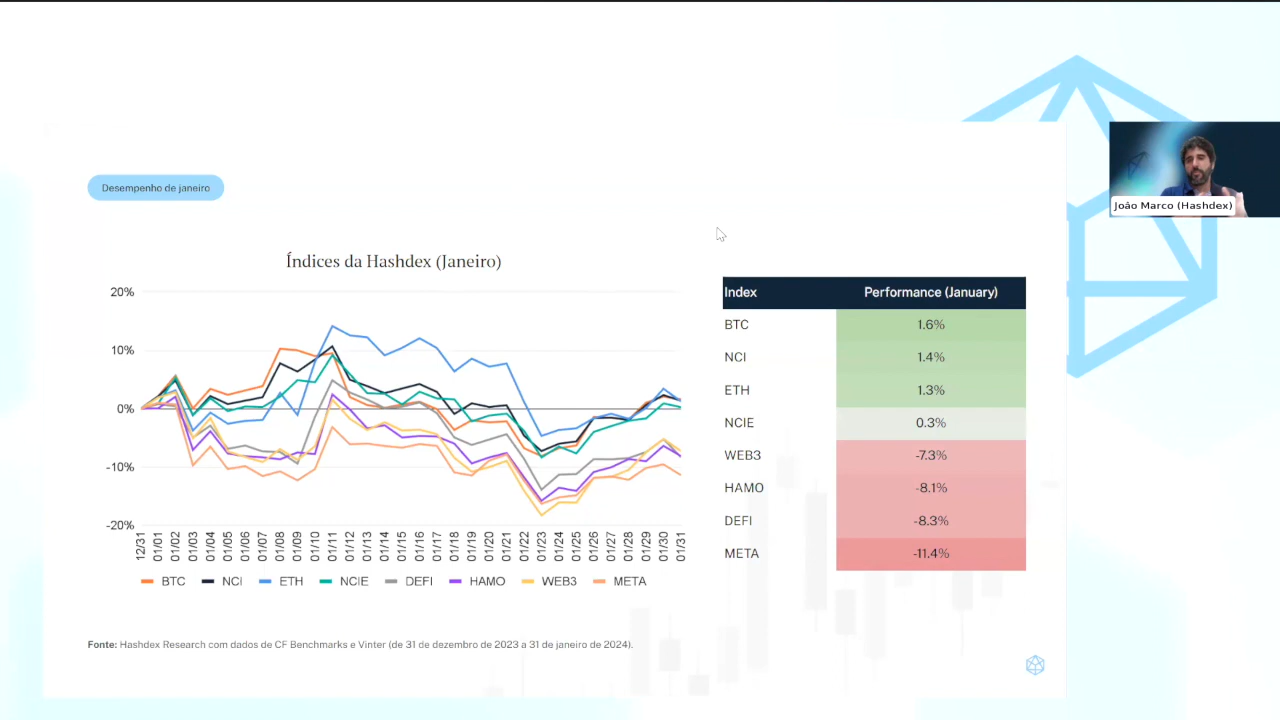 Desempenho de janeiro
João Marco (Hashdex)
Índices da Hashdex (Janeiro)
20%
10%
0%
-10%
-20%
12/31 01/01 01/02 01/03 01/04 01/05 01/06 01/07 01/08 01/09 01/10 01/11 01/12 01/13 01/14 01/15 01/16 01/17 01/18 01/19 01/20 01/21 01/22 01/23 01/24 01/25 01/26 01/27 01/28 01/29 01/30 01/31
BTC NCI ETH NCIE DEFI HAMO WEB3 META
Index Performance (January)
BTC 1.6%
NCI 1.4%
ETH 1.3%
NCIE 0.3%
WEB3 -7.3%
HAMO -8.1%
DEFI -8.3%
META -11.4%
Fonte: Hashdex Research com dados de CF Benchmarks e Vinter (de 31 de dezembro de 2023 a 31 de janeiro de 2024).